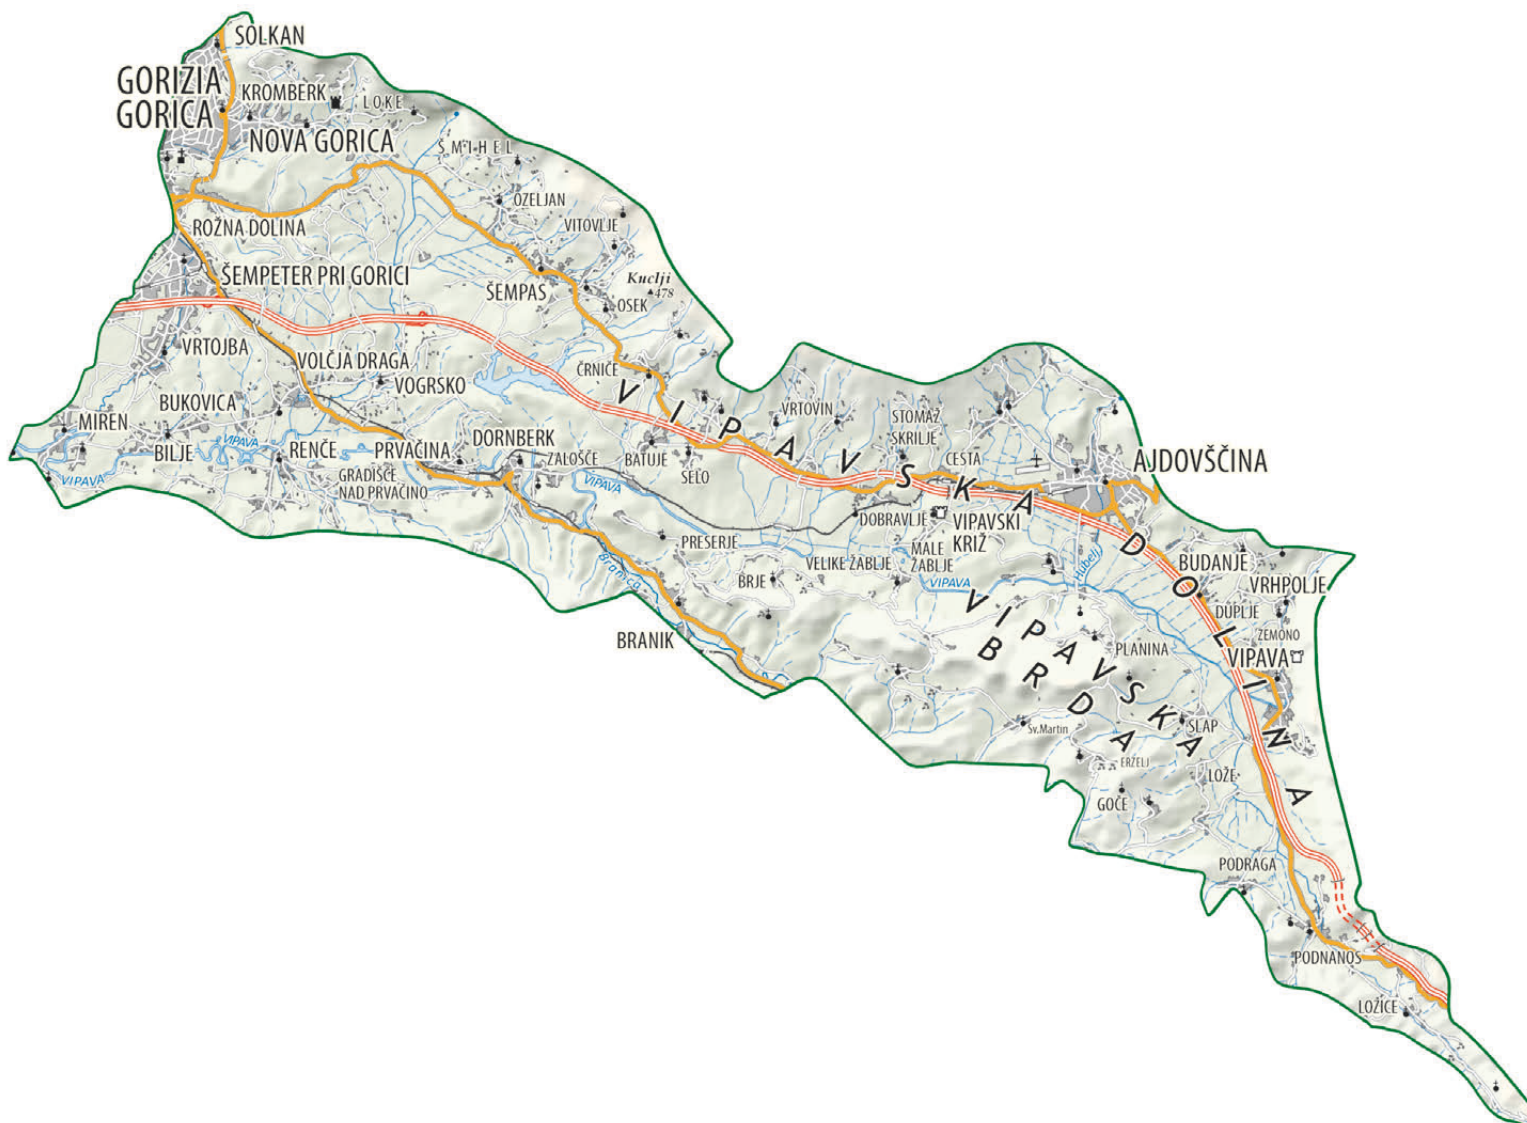 SOLKAN
GORIZIA
GORICA
KROMBERK
LOKE
NOVA GORICA
ŠMIHEL
OZELJAN
VITOVLJE
ROŽNA DOLINA
ŠEMPETER PRI GORICI
ŠEMPAS
Kuclji
478
OSEK
VRTOJBA
VOLČJA DRAGA
VOGRSKO
ČRNIČE
BUKOVICA
MIREN
BILJE
VIPAVA
VIPAVA
RENČE
PRVAČINA
GRADIŠČE
NAD PRVAČINO
DORNBERK
ZALOŠČE
VIPAVA
BATUJE
SELO
VRTOVIN
STOMAŽ
SKRILJE
CESTA
AJDOVŠČINA
VIPAVSKA DOLINA
DOBRAVLJE
VIPAVSKI
KRIŽ
PRESERJE
VELIKE ŽABLJE
MALE
ŽABLJE
VIPAVA
Hubelj
BRJE
Branica
BRANIK
BUDANJE
VRHPOLJE
DUPLJE
ZEMONO
VIPAVA
VIPAVSKA
BRDA
PLANINA
SLAP
Sv.Martin
ERZELJ
LOŽE
GOČE
PODRAGA
PODNANOS
LOŽICE